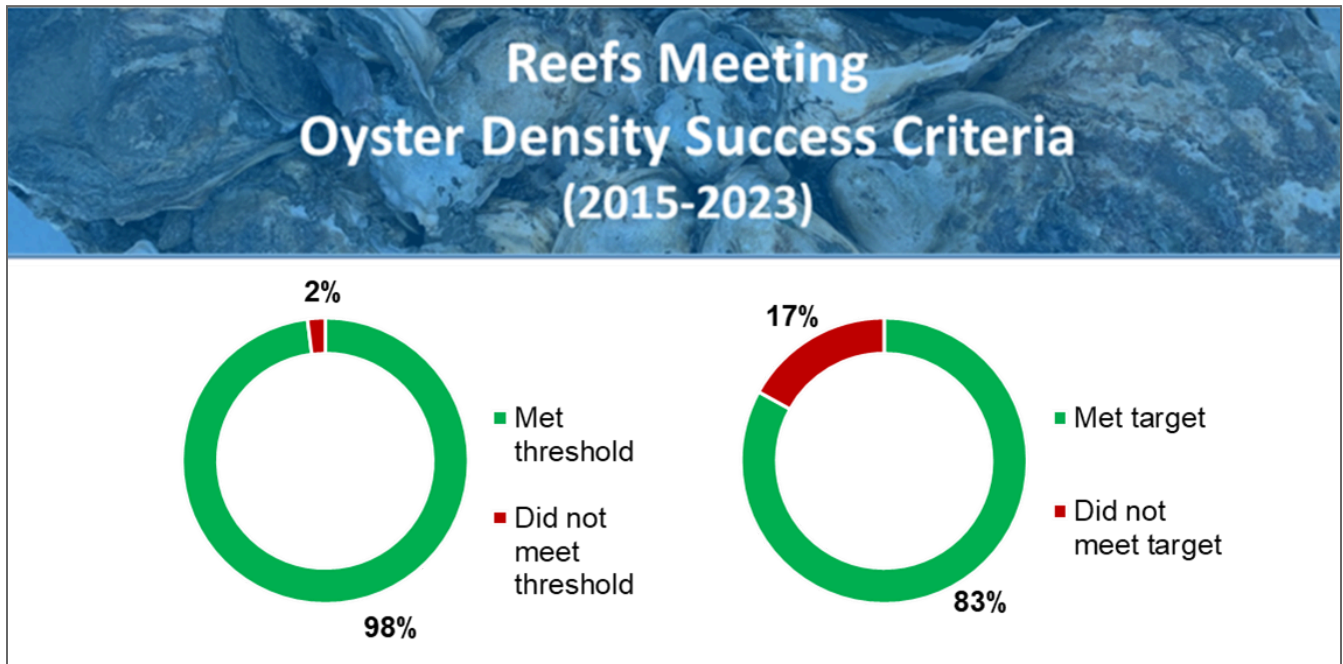 Reefs Meeting
Oyster Density Success Criteria
(2015-2023)
2%
Met
threshold
Did not
meet
threshold
98%
17%
Met target
Did not
meet target
83%